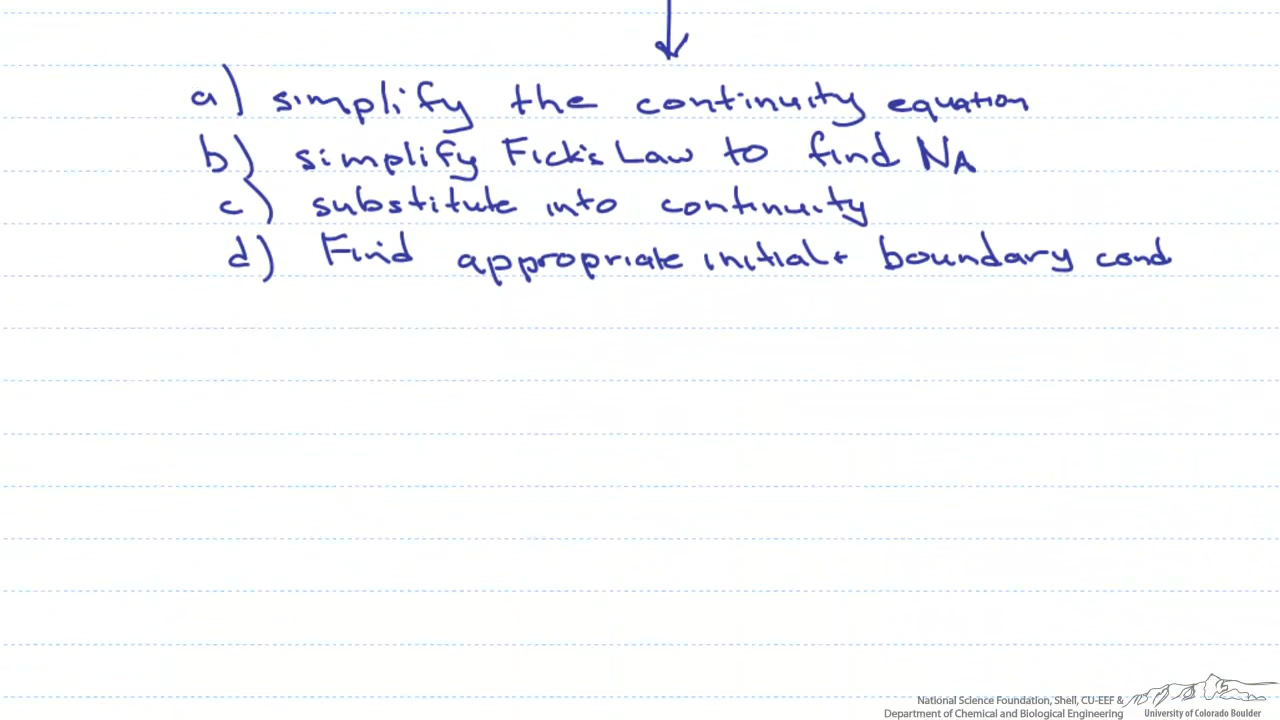 a) simplify the continuity equation
b) simplify Fick's Law to find NA
c) substitute into continuity
d) Find appropriate initial + boundary cond
National Science Foundation, Shell, CU-EEF &
Department of Chemical and Biological Engineering
University of Colorado Boulder